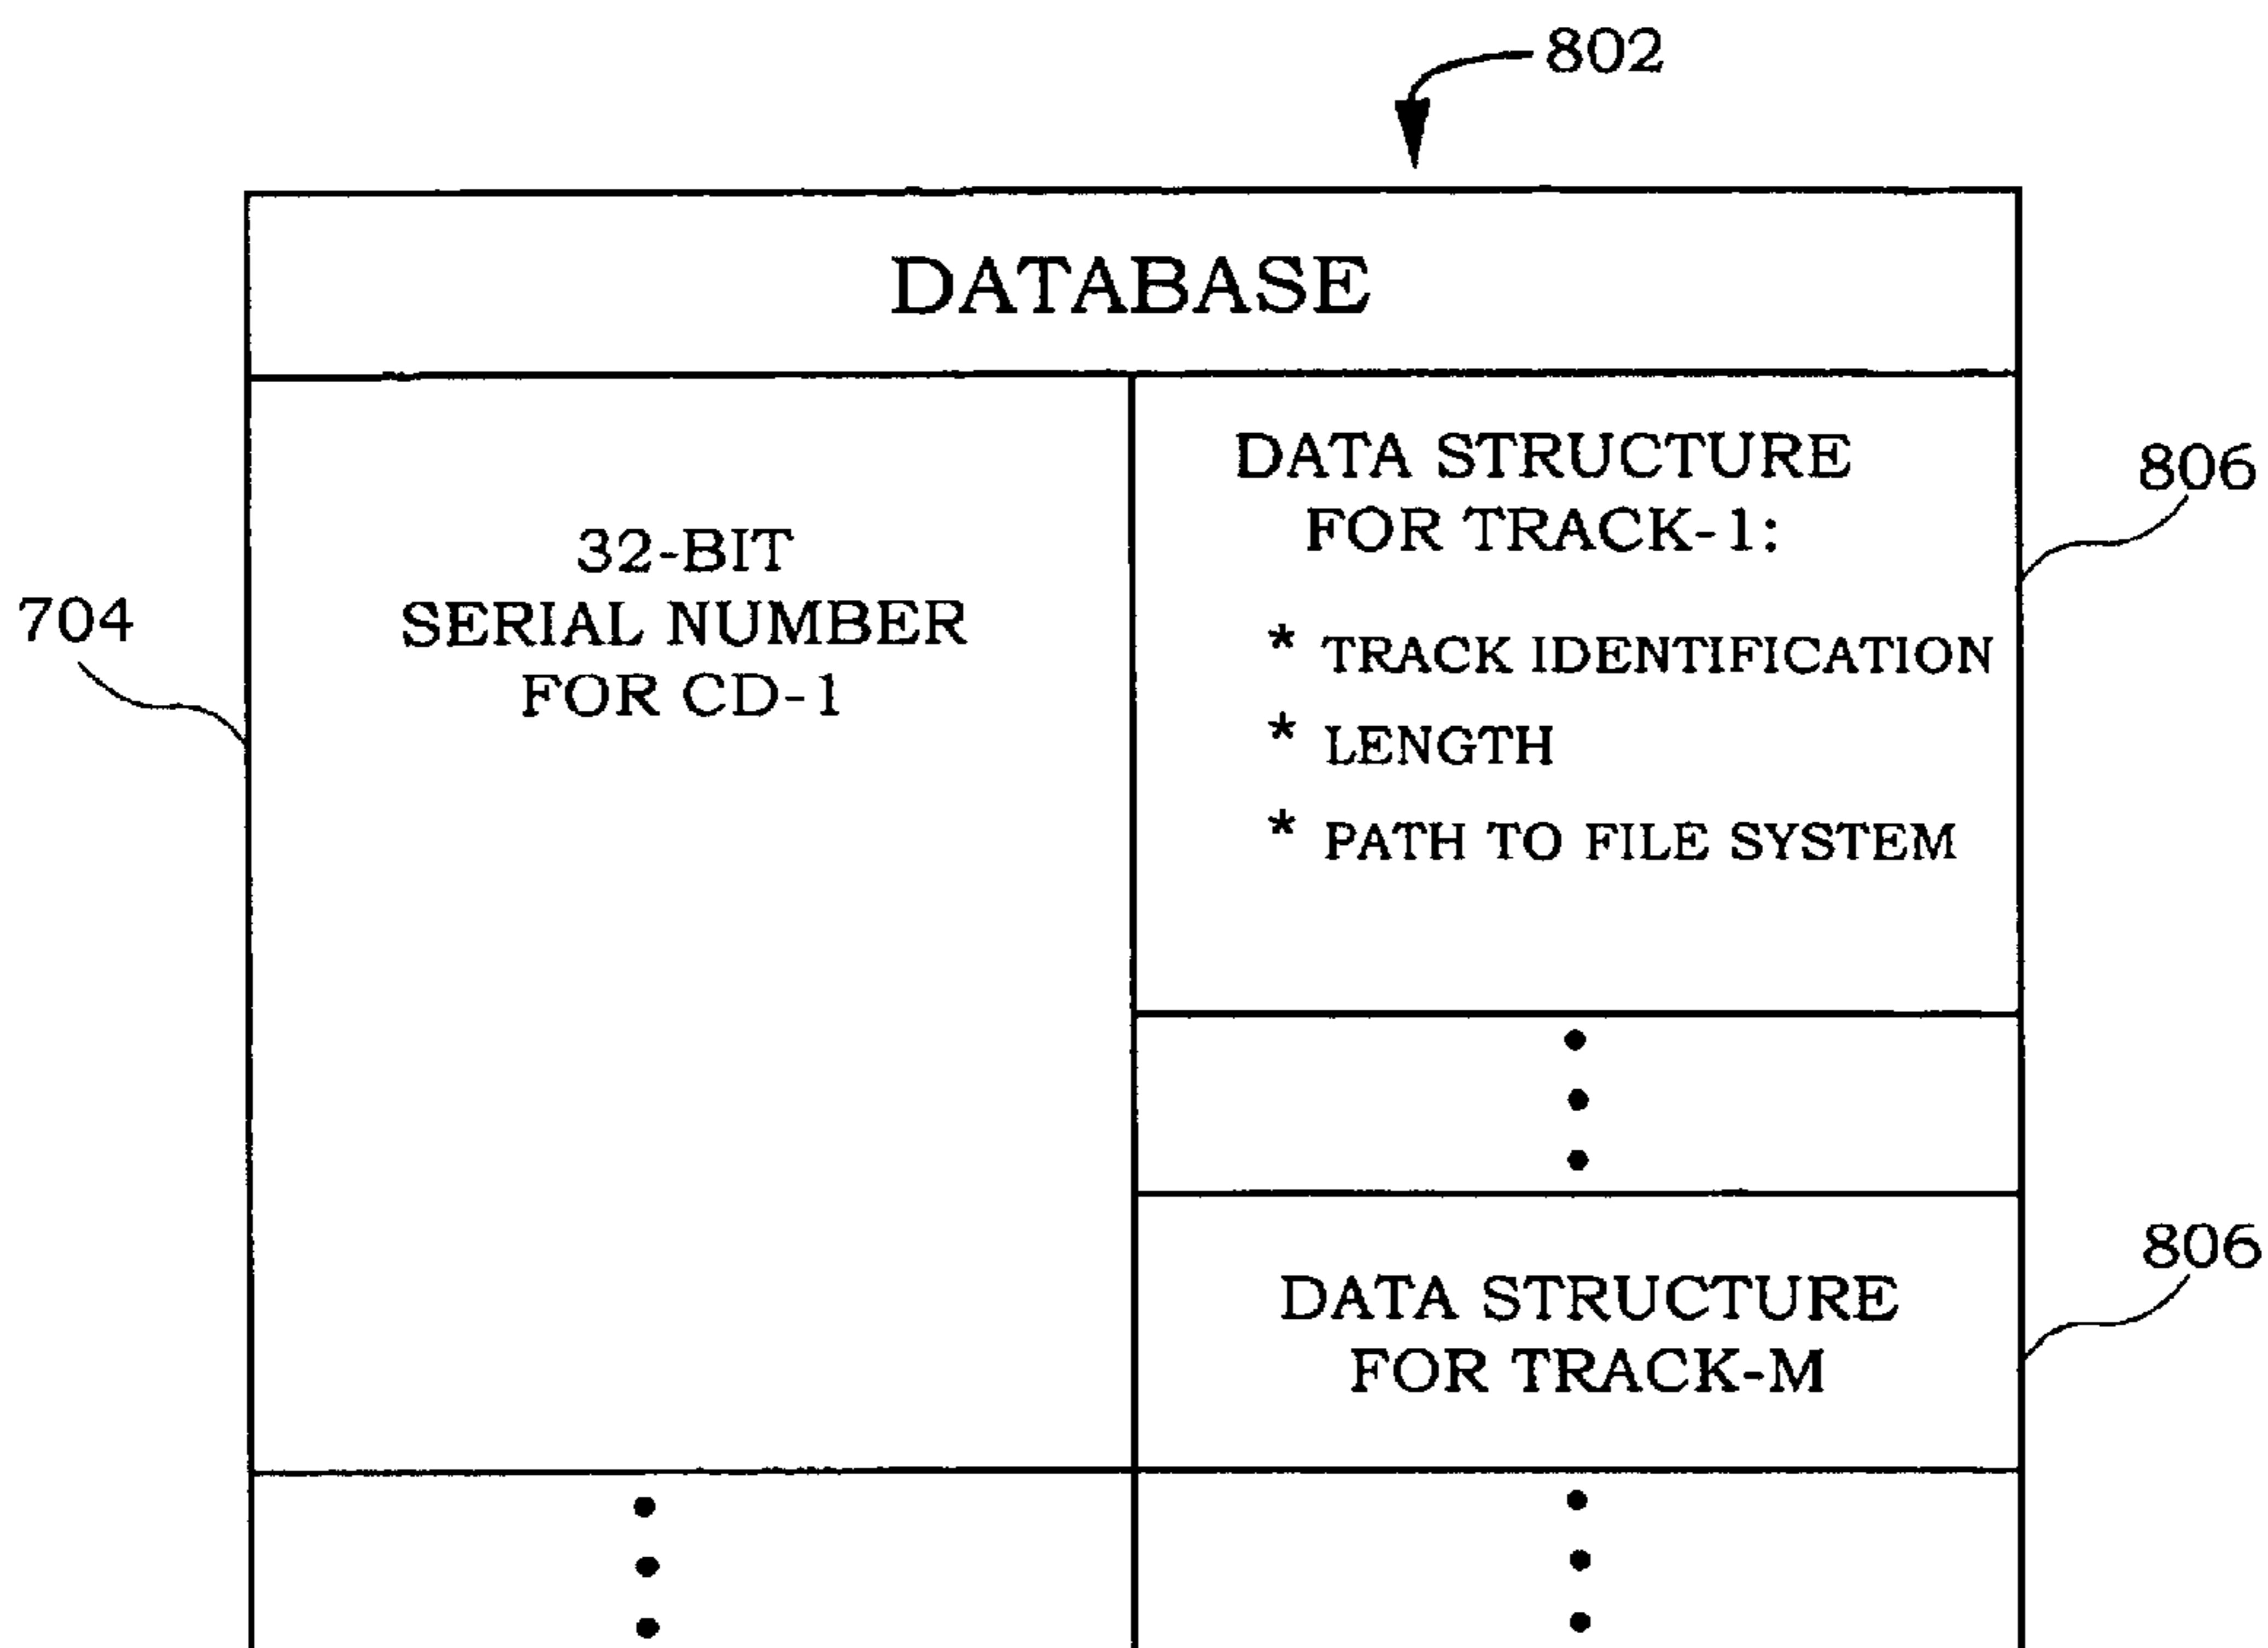 802
DATABASE
704
32-BIT
SERIAL NUMBER
FOR CD-1
DATA STRUCTURE
FOR TRACK-1:
* TRACK IDENTIFICATION
* LENGTH
* PATH TO FILE SYSTEM
806
DATA STRUCTURE
FOR TRACK-M
806